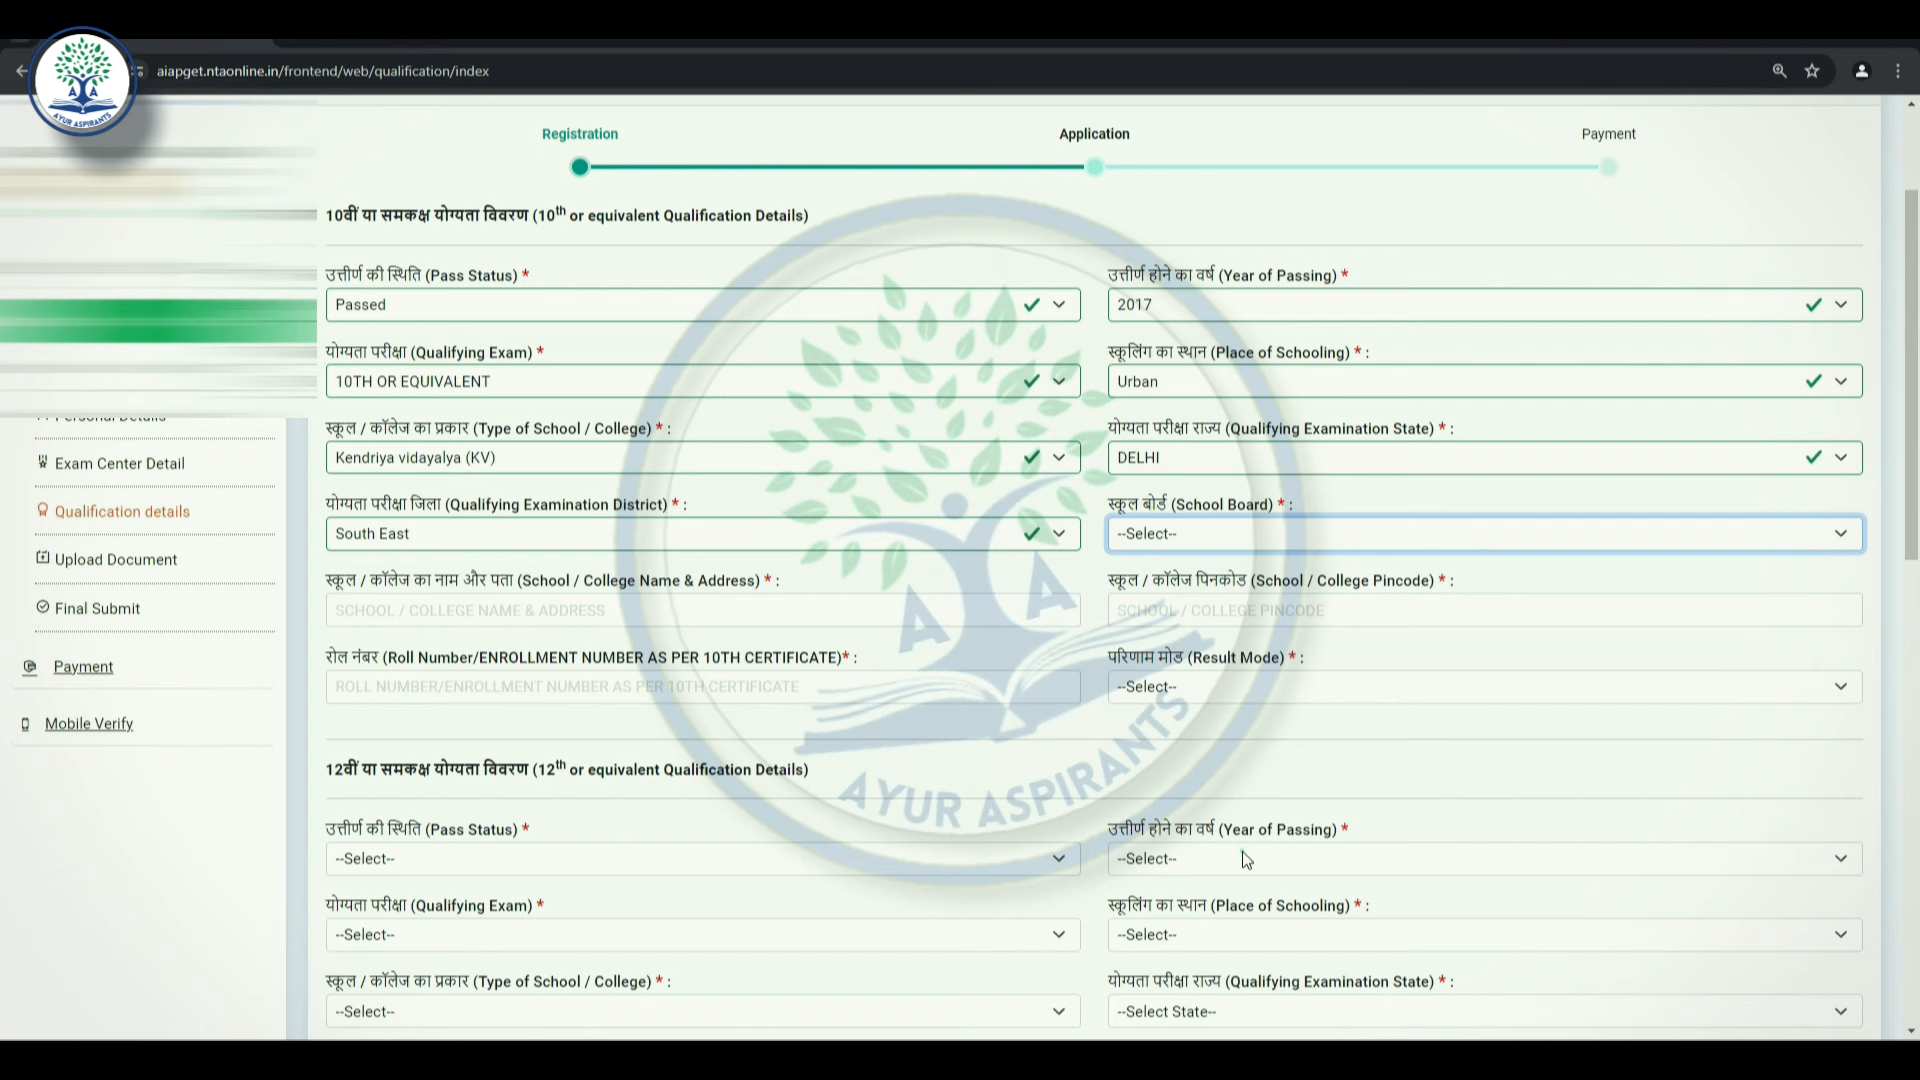 AYUR ASPIRANTS
aiapget.ntaonline.in/frontend/web/qualification/index
Registration
Application
Payment
10वीं या समकक्ष योग्यता विवरण (10th or equivalent Qualification Details)
उत्तीर्ण की स्थिति (Pass Status) *
उत्तीर्ण होने का वर्ष (Year of Passing) *
Passed
2017
योग्यता परीक्षा (Qualifying Exam) *
स्कूलिंग का स्थान (Place of Schooling) * :
10TH OR EQUIVALENT
Urban
स्कूल / कॉलेज का प्रकार (Type of School / College) * :
योग्यता परीक्षा राज्य (Qualifying Examination State) * :
Kendriya vidayalya (KV)
DELHI
योग्यता परीक्षा जिला (Qualifying Examination District) * :
स्कूल बोर्ड (School Board) * :
South East
--Select--
स्कूल / कॉलेज का नाम और पता (School / College Name & Address) * :
स्कूल / कॉलेज पिनकोड (School / College Pincode) * :
SCHOOL / COLLEGE NAME & ADDRESS
SCHOOL / COLLEGE PINCODE
रोल नंबर (Roll Number/ENROLLMENT NUMBER AS PER 10TH CERTIFICATE)* :
परिणाम मोड (Result Mode) * :
ROLL NUMBER/ENROLLMENT NUMBER AS PER 10TH CERTIFICATE
--Select--
12वीं या समकक्ष योग्यता विवरण (12th or equivalent Qualification Details)
उत्तीर्ण की स्थिति (Pass Status) *
उत्तीर्ण होने का वर्ष (Year of Passing) *
--Select--
--Select--
योग्यता परीक्षा (Qualifying Exam) *
स्कूलिंग का स्थान (Place of Schooling) * :
--Select--
--Select--
स्कूल / कॉलेज का प्रकार (Type of School / College) * :
योग्यता परीक्षा राज्य (Qualifying Examination State) * :
--Select--
--Select State--
Personal Details
Exam Center Detail
Qualification details
Upload Document
Final Submit
Payment
Mobile Verify
A A
AYUR ASPIRANTS